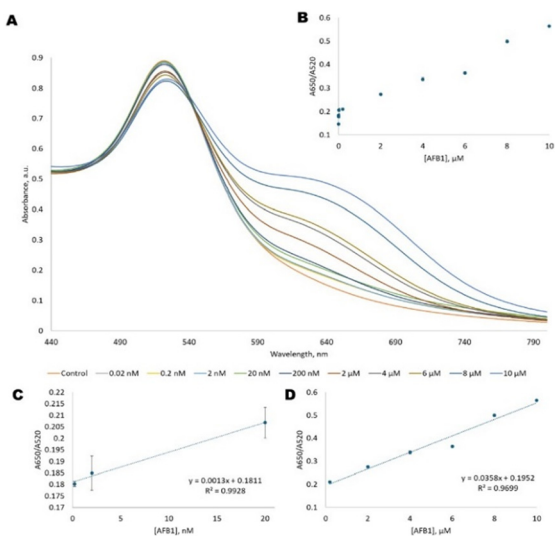 A
B
A650/A520
0.6
0.5
0.4
0.3
0.2
0.1
0 2 4 6 8 10
[AFB1], µM
Absorbance, a.u.
0.9
0.8
0.7
0.6
0.5
0.4
0.3
0.2
0.1
0
440 490 540 590 640 690 740 790
Wavelength, nm
Control 0.02 nM 0.2 nM 2 nM 20 nM 200 nM 2 µM 4 µM 6 µM 8 µM 10 µM
C
A650/A520
0.22
0.215
0.21
0.205
0.2
0.195
0.19
0.185
0.18
0.175
0.17
y = 0.0013x + 0.1811
R² = 0.9928
0 5 10 15 20
[AFB1], nM
D
A650/A520
0.6
0.5
0.4
0.3
0.2
0.1
y = 0.0358x + 0.1952
R² = 0.9699
0 2 4 6 8 10
[AFB1], µM